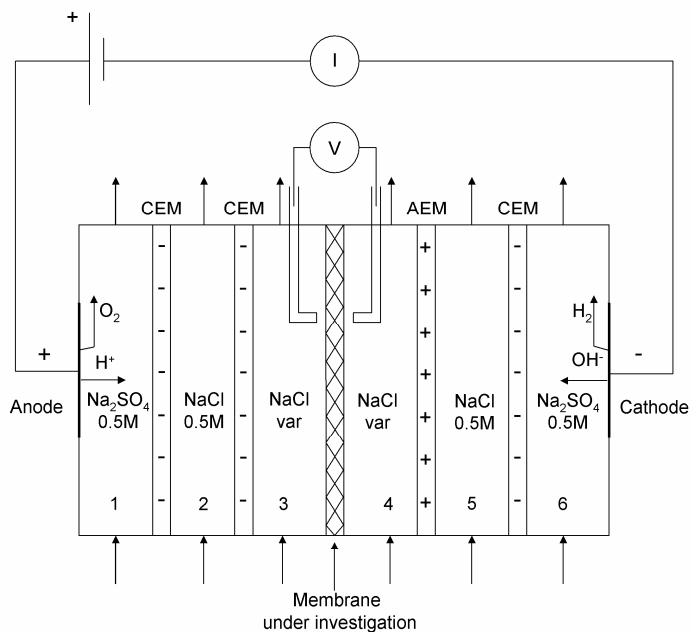 +
I
V
CEM CEM AEM CEM
- - + -
- - + -
- - + -
- - + -
- - + -
- - + -
- - + -
O₂
H₂
+
H⁺
OH⁻
-
Anode
Cathode
Na₂SO₄
0.5M
NaCl
0.5M
NaCl
var
NaCl
var
NaCl
0.5M
Na₂SO₄
0.5M
1 2 3 4 5 6
Membrane
under investigation